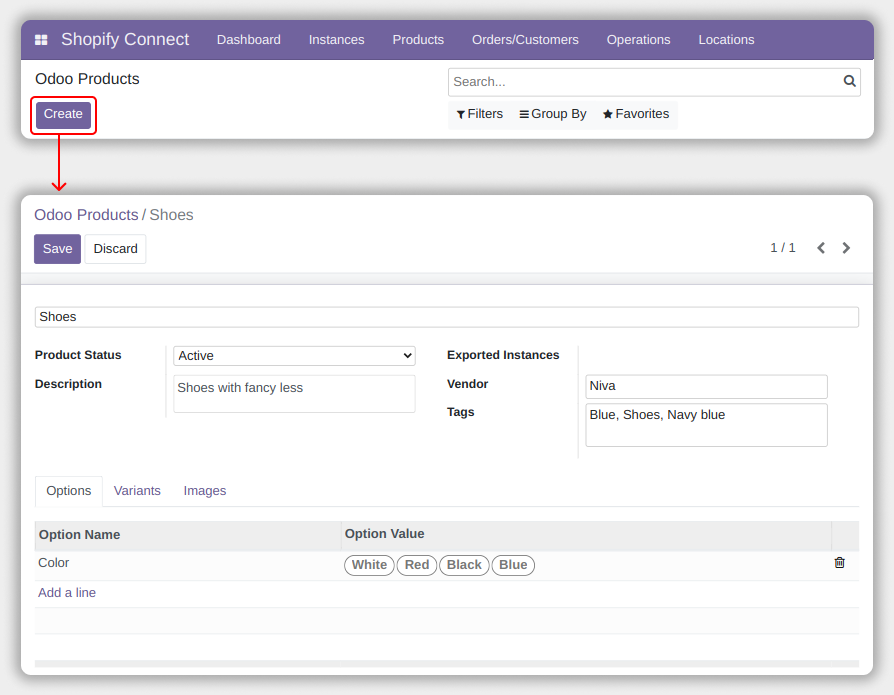 Shopify Connect Dashboard Instances Products Orders/Customers Operations Locations
Odoo Products
Search...
Create
Filters Group By Favorites
Odoo Products / Shoes
Save Discard
1 / 1
Shoes
Product Status Active
Exported Instances
Description Shoes with fancy less
Vendor Niva
Tags Blue, Shoes, Navy blue
Options Variants Images
Option Name Option Value
Color White Red Black Blue
Add a line